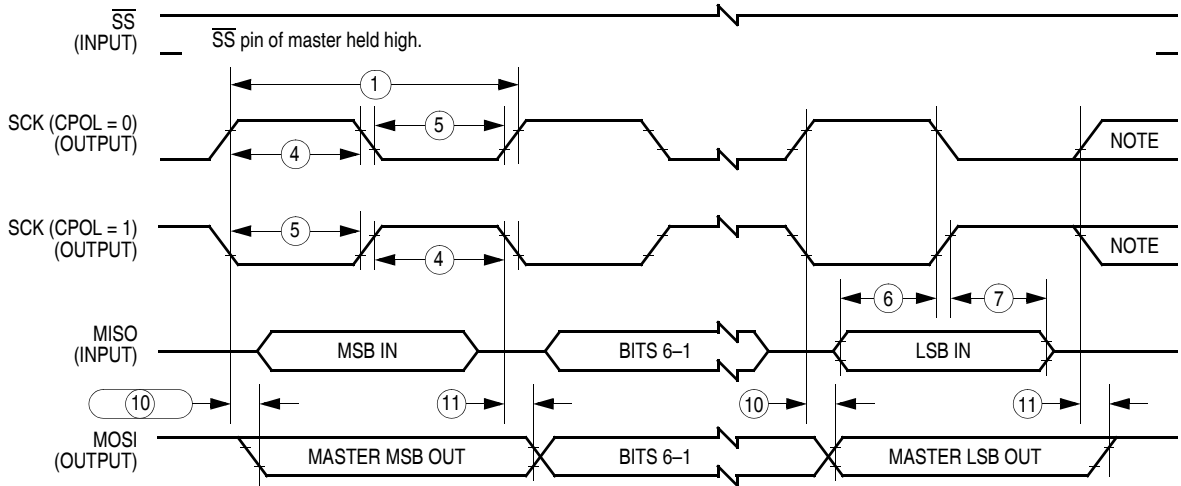 SS
(INPUT)
SS pin of master held high.
1
SCK (CPOL = 0)
(OUTPUT)
5
4
NOTE
SCK (CPOL = 1)
(OUTPUT)
5
4
NOTE
6
7
MISO
(INPUT)
MSB IN
BITS 6–1
LSB IN
10
11
10
11
MOSI
(OUTPUT)
MASTER MSB OUT
BITS 6–1
MASTER LSB OUT